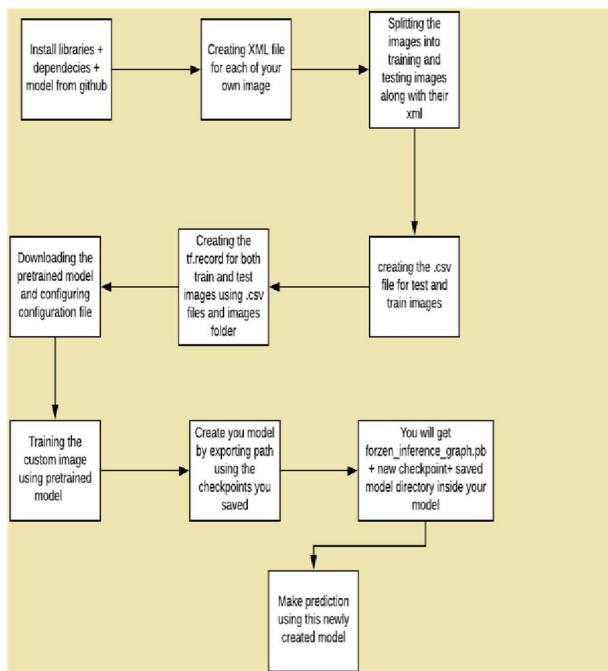 Install libraries +
dependecies +
model from github
Creating XML file
for each of your
own image
Splitting the
images into
training and
testing images
along with their
xml
creating the .csv
file for test and
train images
Creating the
tf.record for both
train and test
images using .csv
files and images
folder
Downloading the
pretrained model
and configuring
configuration file
Training the
custom image
using pretrained
model
Create you model
by exporting path
using the
checkpoints you
saved
You will get
forzen_inference_graph.pb
+ new checkpoint+ saved
model directory inside your
model
Make prediction
using this newly
created model